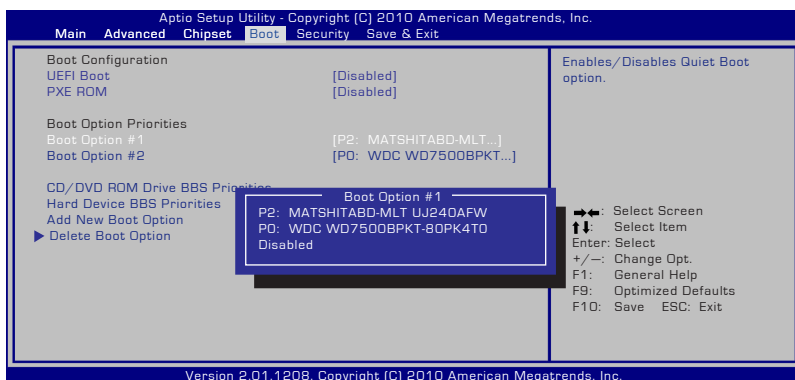 Aptio Setup Utility - Copyright (C) 2010 American Megatrends, Inc.
Main Advanced Chipset Boot Security Save & Exit
Boot Configuration
UEFI Boot [Disabled]
PXE ROM [Disabled]
Boot Option Priorities
Boot Option #1 [P2: MATSHITABD-MLT...]
Boot Option #2 [P0: WDC WD7500BPKT...]
CD/DVD ROM Drive BBS Priorities
Hard Device BBS Priorities
Add New Boot Option
Delete Boot Option
Boot Option #1
P2: MATSHITABD-MLT UJ240AFW
P0: WDC WD7500BPKT-80PK4T0
Disabled
Enables/Disables Quiet Boot
option.
: Select Screen
: Select Item
Enter: Select
+/—: Change Opt.
F1: General Help
F9: Optimized Defaults
F10: Save ESC: Exit
Version 2.01.1208. Copyright (C) 2010 American Megatrends, Inc.